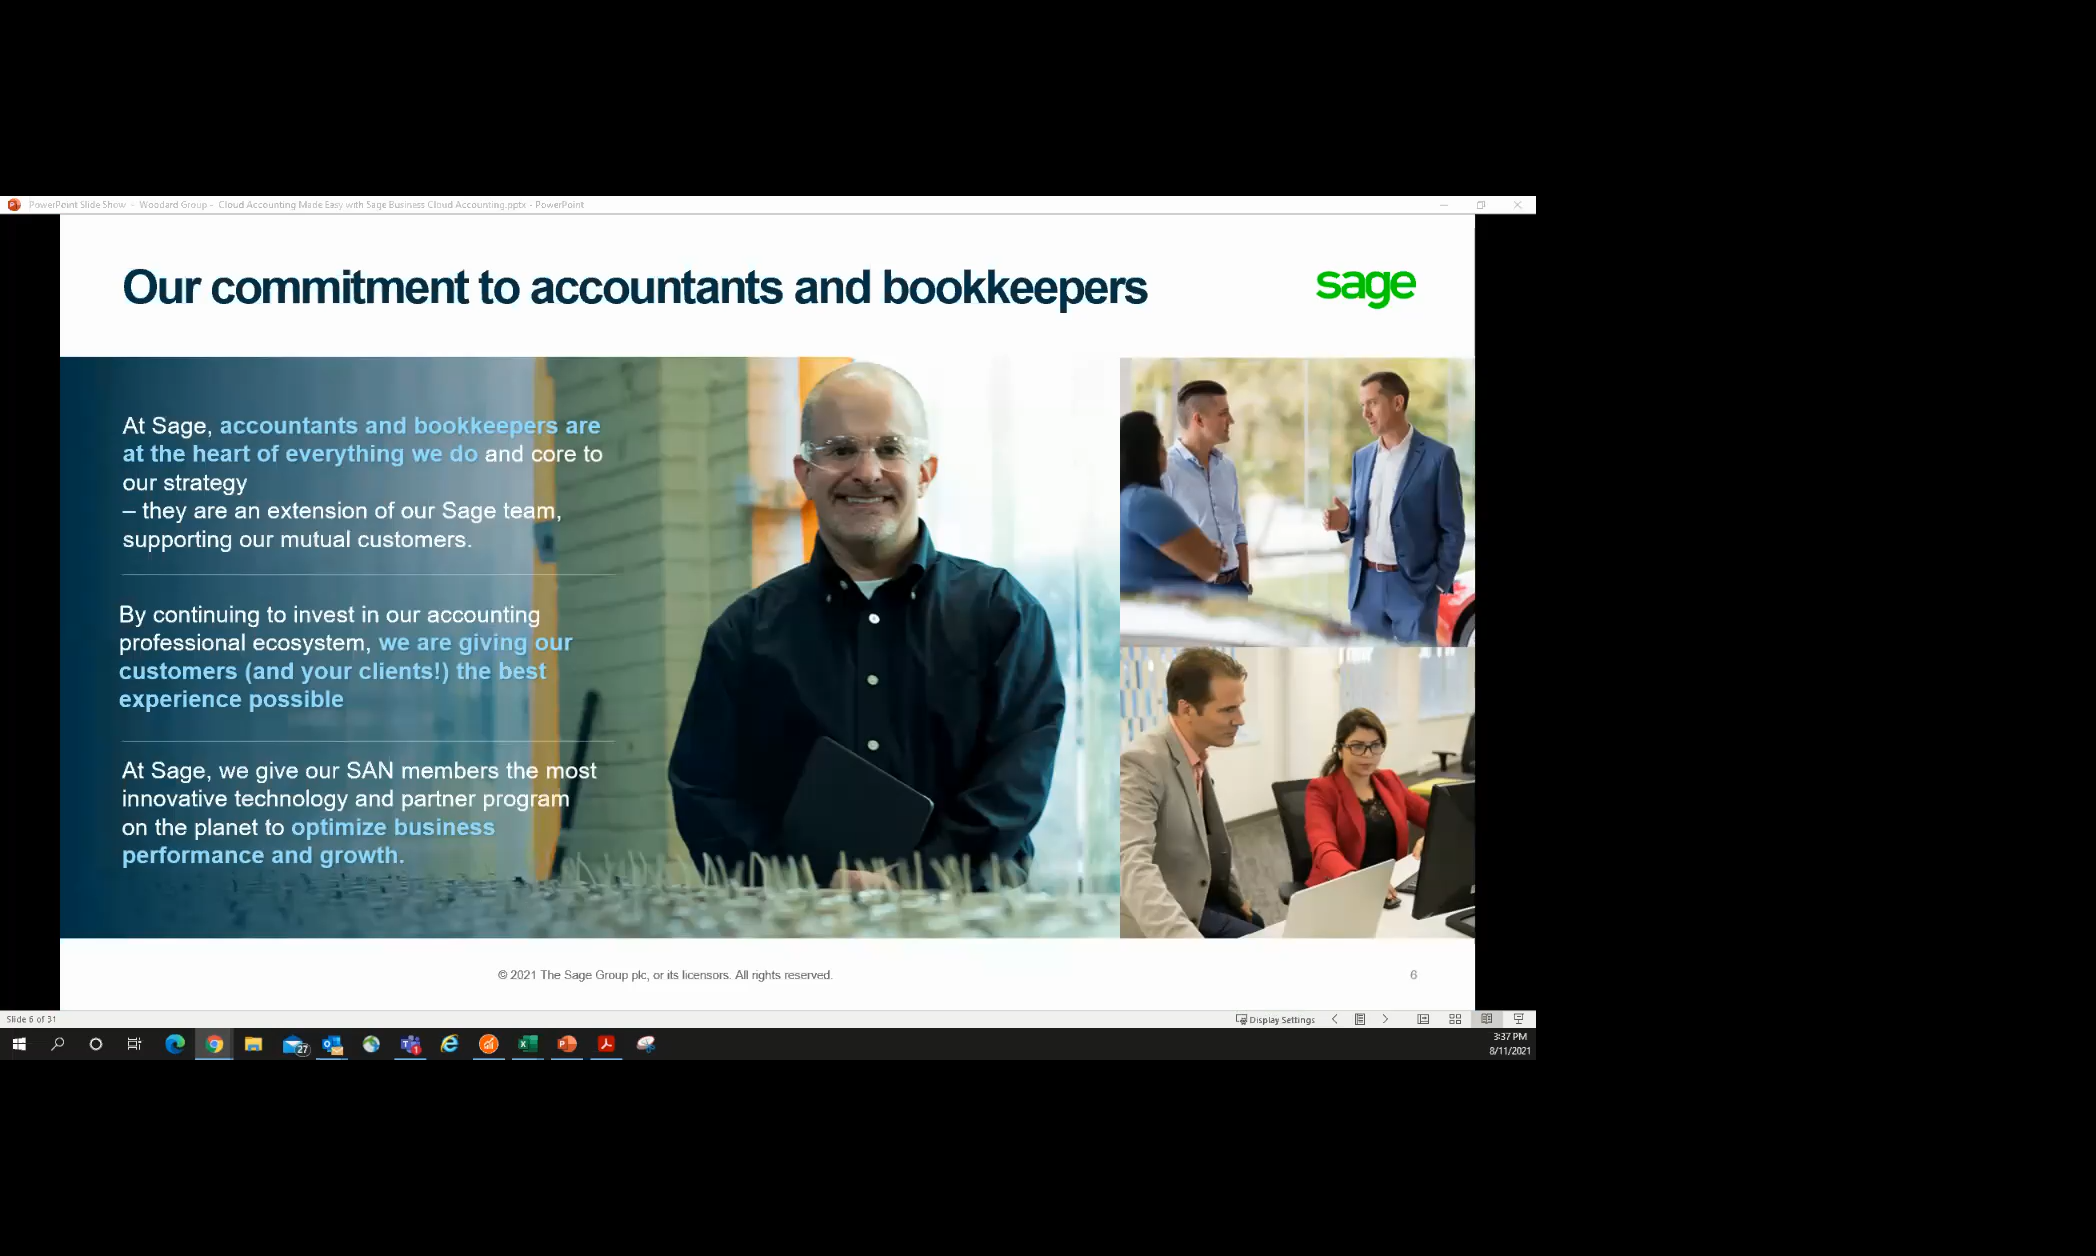 PowerPoint Slide Show - Woodard Group - Cloud Accounting Made Easy with Sage Business Cloud Accounting.pptx - PowerPoint
Our commitment to accountants and bookkeepers
sage
At Sage, accountants and bookkeepers are
at the heart of everything we do and core to
our strategy
– they are an extension of our Sage team,
supporting our mutual customers.
By continuing to invest in our accounting
professional ecosystem, we are giving our
customers (and your clients!) the best
experience possible
At Sage, we give our SAN members the most
innovative technology and partner program
on the planet to optimize business
performance and growth.
© 2021 The Sage Group plc, or its licensors. All rights reserved.
6
Slide 6 of 31
Display Settings
27
1
3:37 PM
8/11/2021